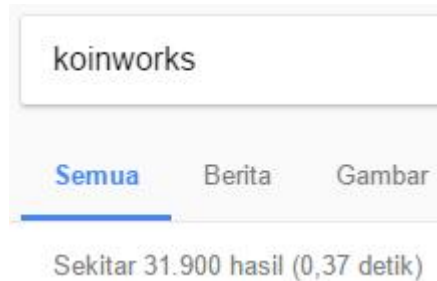 koinworks
Semua Berita Gambar
Sekitar 31.900 hasil (0,37 detik)